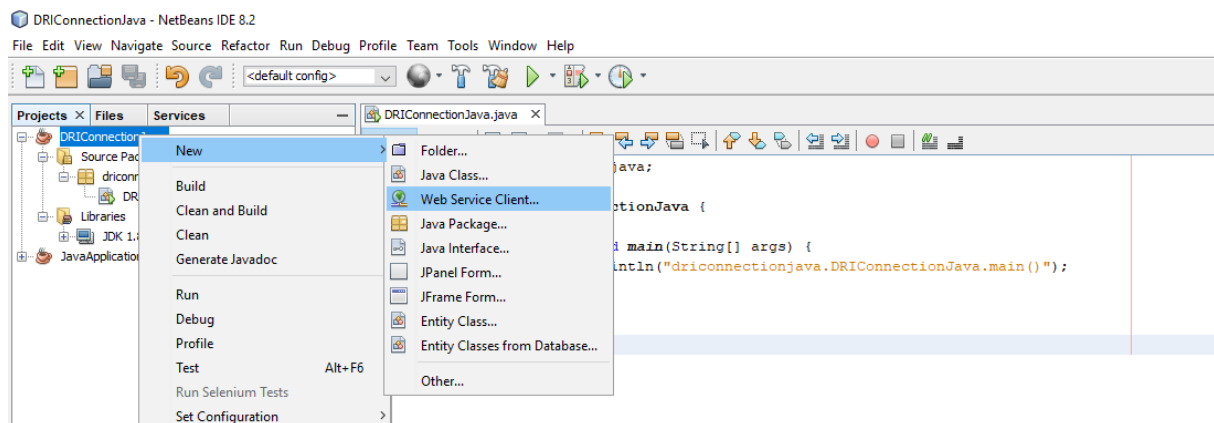 DRIConnectionJava - NetBeans IDE 8.2
File Edit View Navigate Source Refactor Run Debug Profile Team Tools Window Help
<default config>
Projects Files Services
DRIConnectionJava.java
DRIConnection
Source Pac
driconr
DR
Libraries
JDK 1.
JavaApplication
New
Build
Clean and Build
Clean
Generate Javadoc
Run
Debug
Profile
Test Alt+F6
Run Selenium Tests
Set Configuration
Folder...
Java Class...
Web Service Client...
Java Package...
Java Interface...
JPanel Form...
JFrame Form...
Entity Class...
Entity Classes from Database...
Other...
java;
ctionJava {
main(String[] args) {
intln("driconnectionjava.DRIConnectionJava.main()");